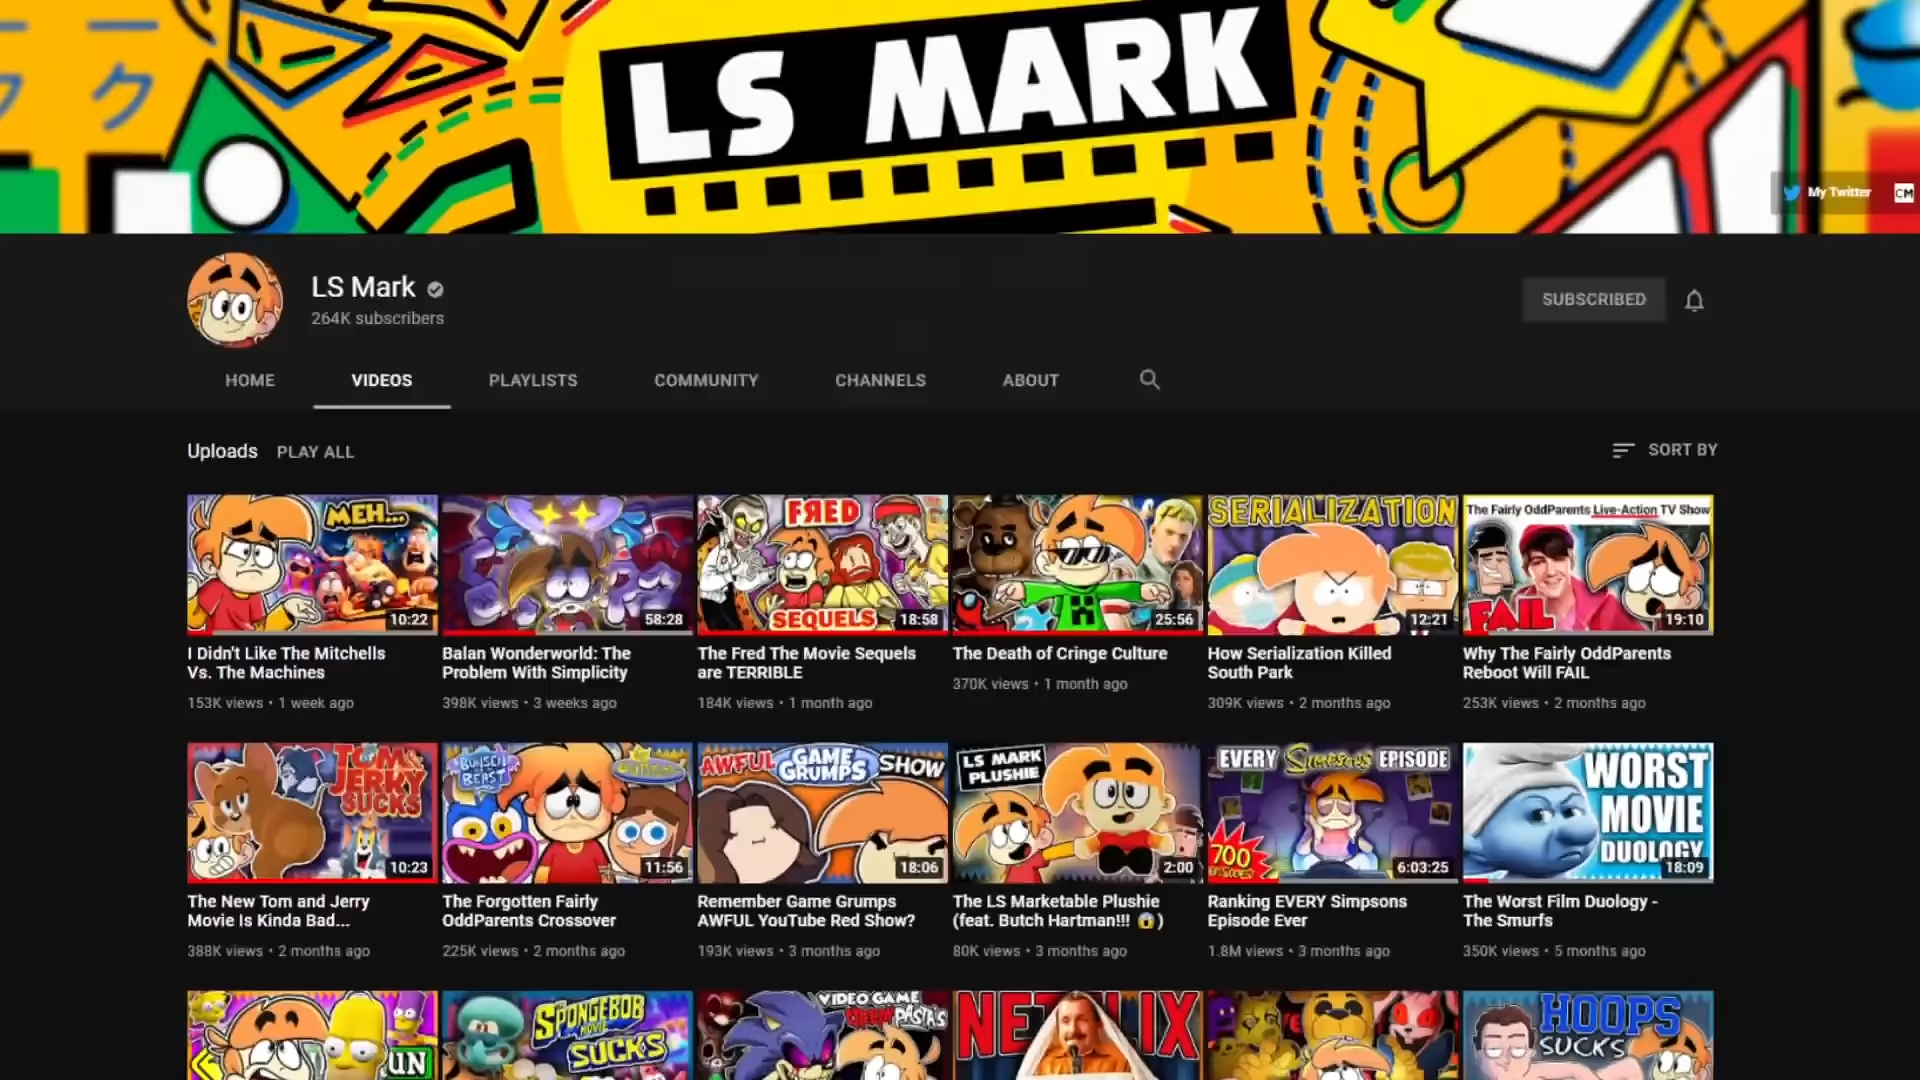 ク
LS MARK
My Twitter
CM
LS Mark
264K subscribers
SUBSCRIBED
HOME
VIDEOS
PLAYLISTS
COMMUNITY
CHANNELS
ABOUT
Uploads
PLAY ALL
SORT BY
MEH...
10:22
58:28
FRED
SEQUELS
18:58
25:56
SERIALIZATION
12:21
The Fairly OddParents Live-Action TV Show
FAIL
19:10
I Didn't Like The Mitchells
Vs. The Machines
153K views • 1 week ago
Balan Wonderworld: The
Problem With Simplicity
398K views • 3 weeks ago
The Fred The Movie Sequels
are TERRIBLE
184K views • 1 month ago
The Death of Cringe Culture
370K views • 1 month ago
How Serialization Killed
South Park
309K views • 2 months ago
Why The Fairly OddParents
Reboot Will FAIL
253K views • 2 months ago
TOM
JERRY
SUCKS
10:23
BUNSEN
BEAST
11:56
AWFUL GAME GRUMPS SHOW
18:06
LS MARK
PLUSHIE
2:00
EVERY Simpsons EPISODE
700
EPISODES
6:03:25
WORST
MOVIE
DUOLOGY
18:09
The New Tom and Jerry
Movie Is Kinda Bad...
388K views • 2 months ago
The Forgotten Fairly
OddParents Crossover
225K views • 2 months ago
Remember Game Grumps
AWFUL YouTube Red Show?
193K views • 3 months ago
The LS Marketable Plushie
(feat. Butch Hartman!!! 😱)
80K views • 3 months ago
Ranking EVERY Simpsons
Episode Ever
1.8M views • 3 months ago
The Worst Film Duology -
The Smurfs
350K views • 5 months ago
UN
SPONGEBOB
MOVIE
SUCKS
VIDEO GAME
CREEPYPASTA'S
NETFLIX
HOOPS
SUCKS